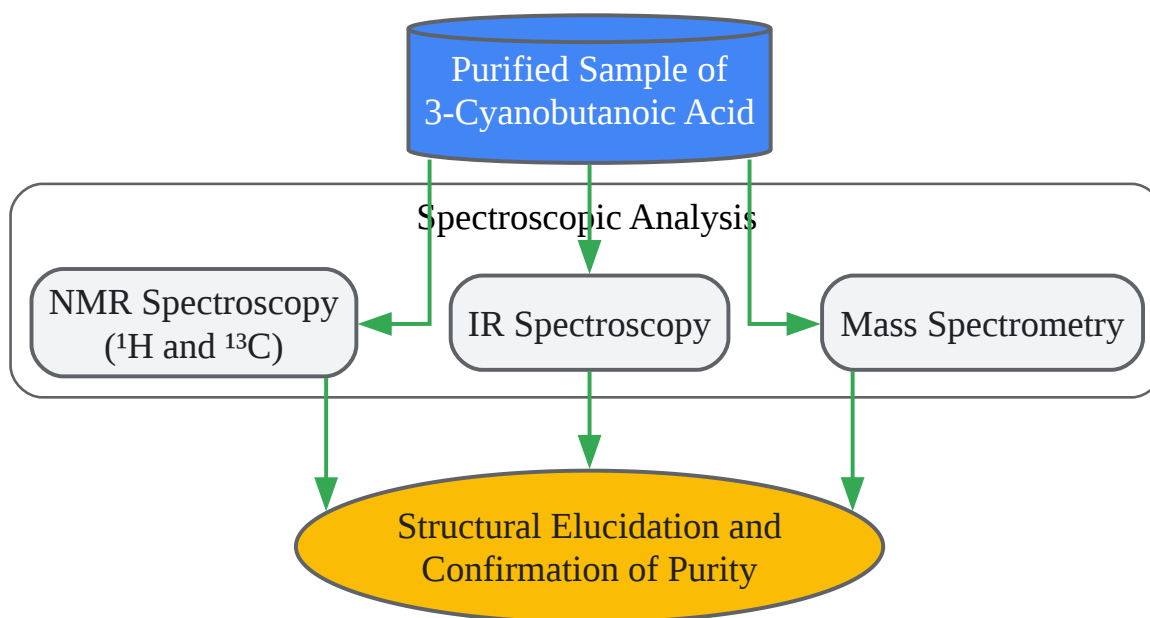 Purified Sample of
3-Cyanobutanoic Acid
Spectroscopic Analysis
NMR Spectroscopy
(¹H and ¹³C)
IR Spectroscopy
Mass Spectrometry
Structural Elucidation and
Confirmation of Purity